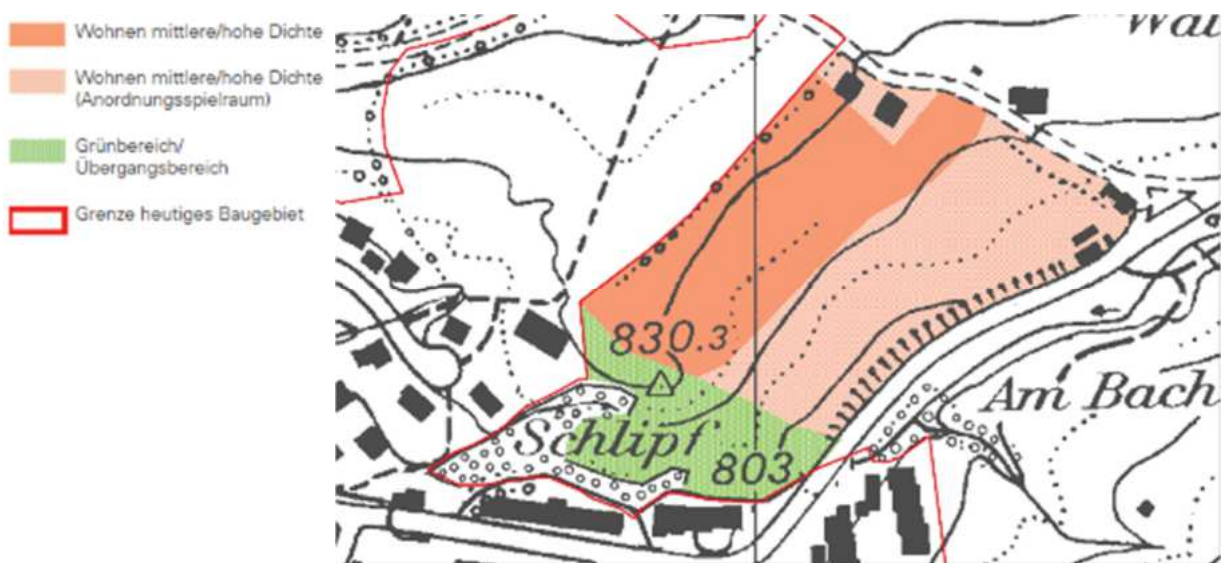 Wohnen mittlere/hohe Dichte
Wohnen mittlere/hohe Dichte
(Anordnungsspielraum)
Grünbereich/
Übergangsbereich
Grenze heutiges Baugebiet
830.3
Am Bach
Schlipf
803